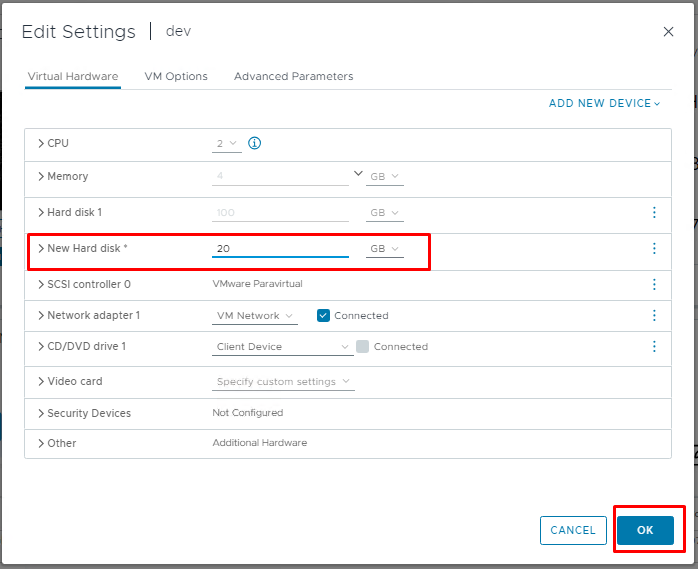 Edit Settings | dev
Virtual Hardware VM Options Advanced Parameters
ADD NEW DEVICE
CPU 2
Memory 4 GB
Hard disk 1 100 GB
New Hard disk * 20 GB
SCSI controller 0 VMware Paravirtual
Network adapter 1 VM Network Connected
CD/DVD drive 1 Client Device Connected
Video card Specify custom settings
Security Devices Not Configured
Other Additional Hardware
CANCEL OK